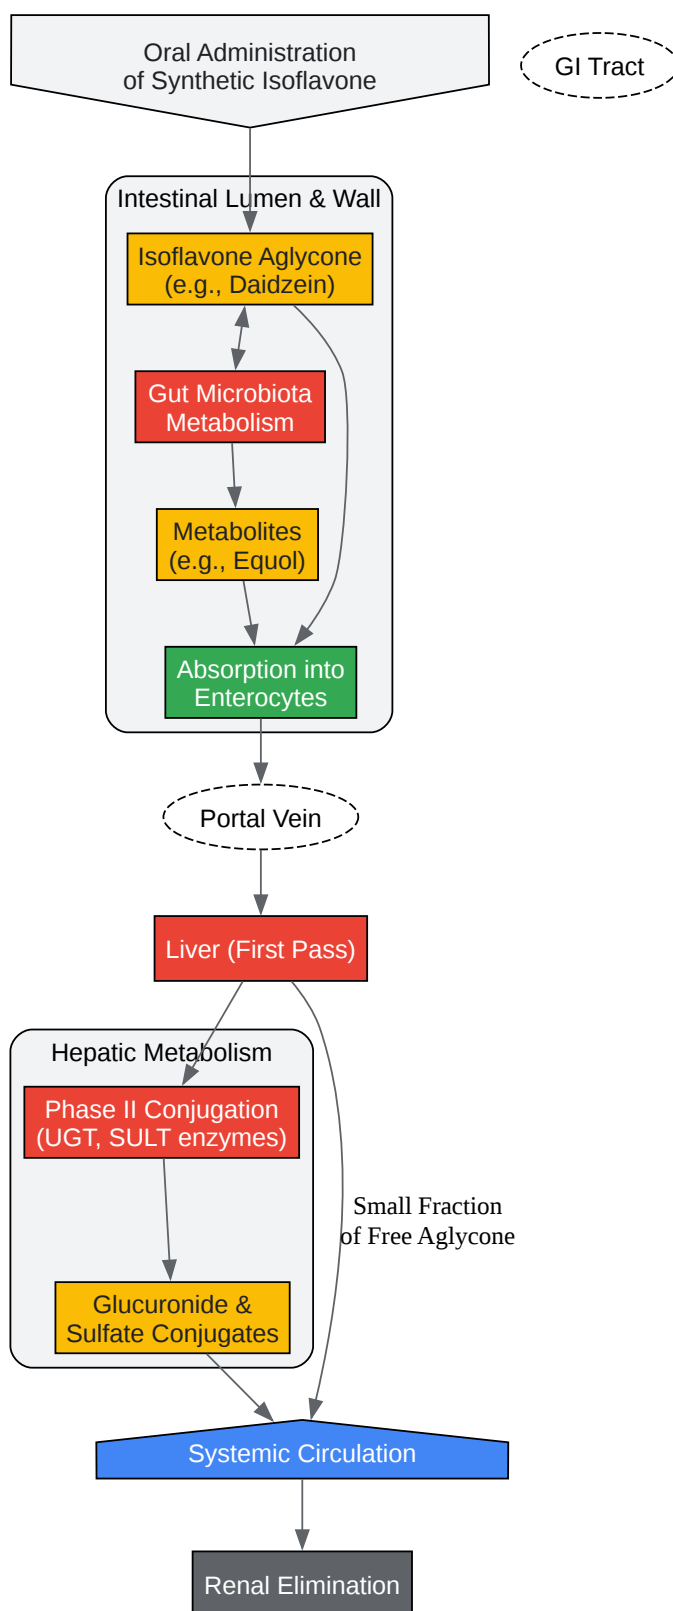 Oral Administration
of Synthetic Isoflavone
GI Tract
Intestinal Lumen & Wall
Isoflavone Aglycone
(e.g., Daidzein)
Gut Microbiota
Metabolism
Metabolites
(e.g., Equol)
Absorption into
Enterocytes
Portal Vein
Liver (First Pass)
Hepatic Metabolism
Phase II Conjugation
(UGT, SULT enzymes)
Small Fraction
of Free Aglycone
Glucuronide &
Sulfate Conjugates
Systemic Circulation
Renal Elimination